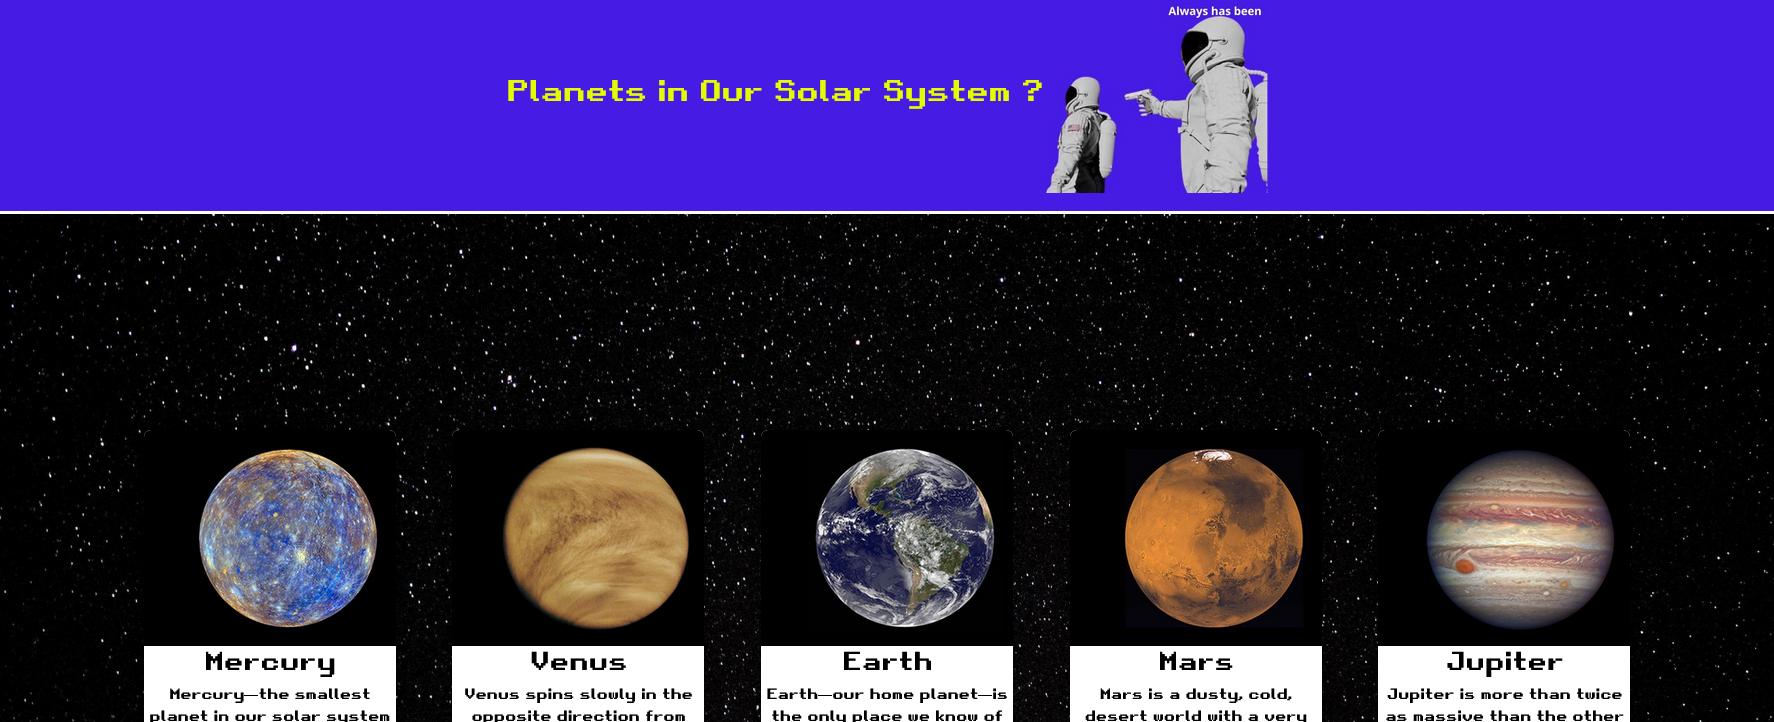 Always has been
Planets in Our Solar System ?
Mercury
Mercury—the smallest
planet in our solar system
Venus
Venus spins slowly in the
opposite direction from
Earth
Earth—our home planet—is
the only place we know of
Mars
Mars is a dusty, cold,
desert world with a very
Jupiter
Jupiter is more than twice
as massive than the other